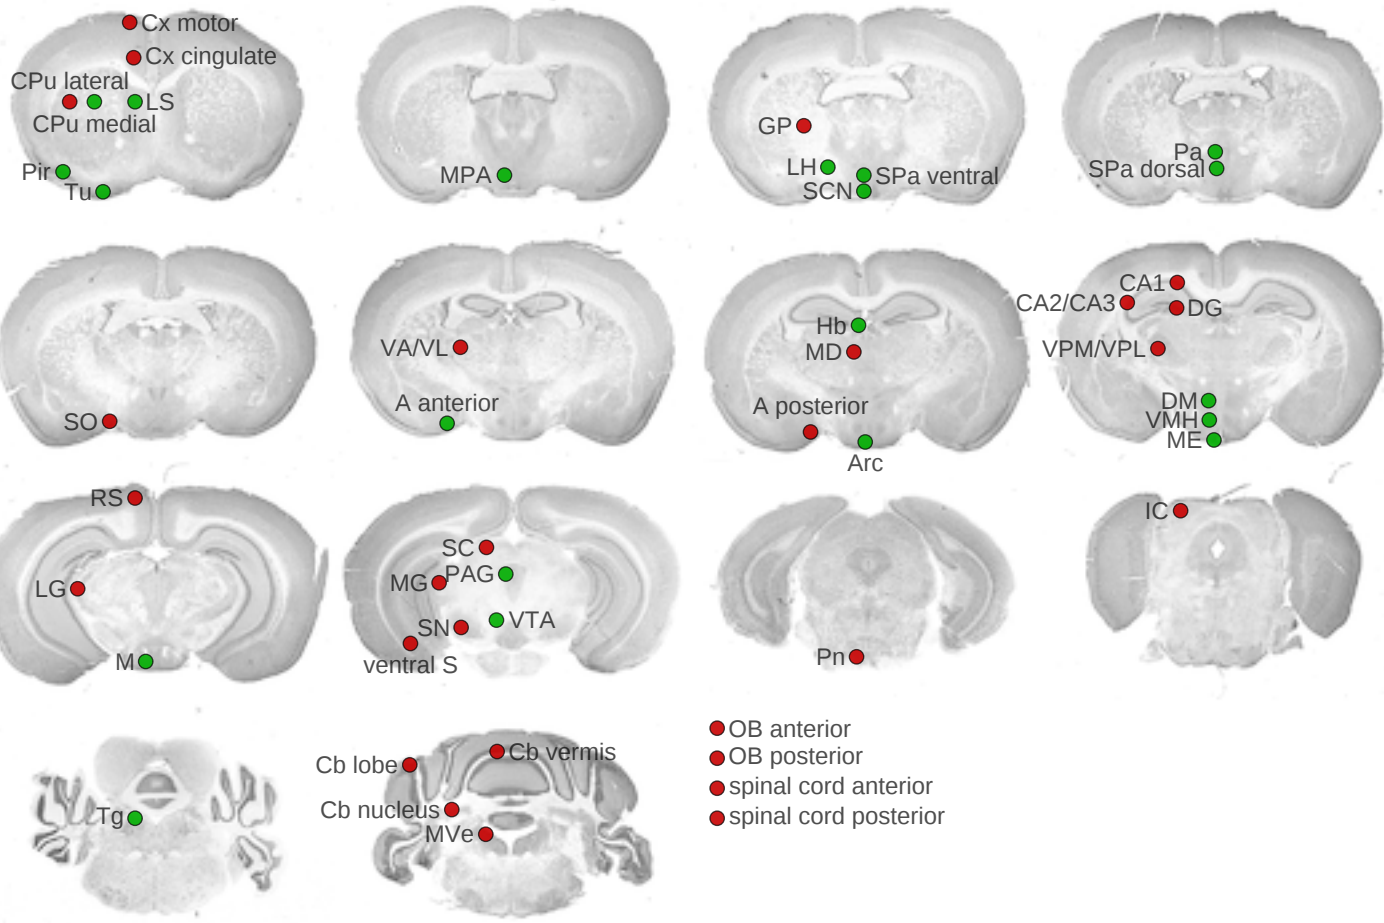 Cx motor
Cx cingulate
CPu lateral
LS
CPu medial
Pir
Tu
MPA
GP
LH
SPa ventral
SCN
Pa
SPa dorsal
SO
VA/VL
A anterior
Hb
MD
A posterior
Arc
CA1
CA2/CA3
DG
VPM/VPL
DM
VMH
ME
RS
LG
M
SC
MG
PAG
SN
VTA
ventral S
Pn
IC
Tg
Cb lobe
Cb vermis
Cb nucleus
MVe
OB anterior
OB posterior
spinal cord anterior
spinal cord posterior